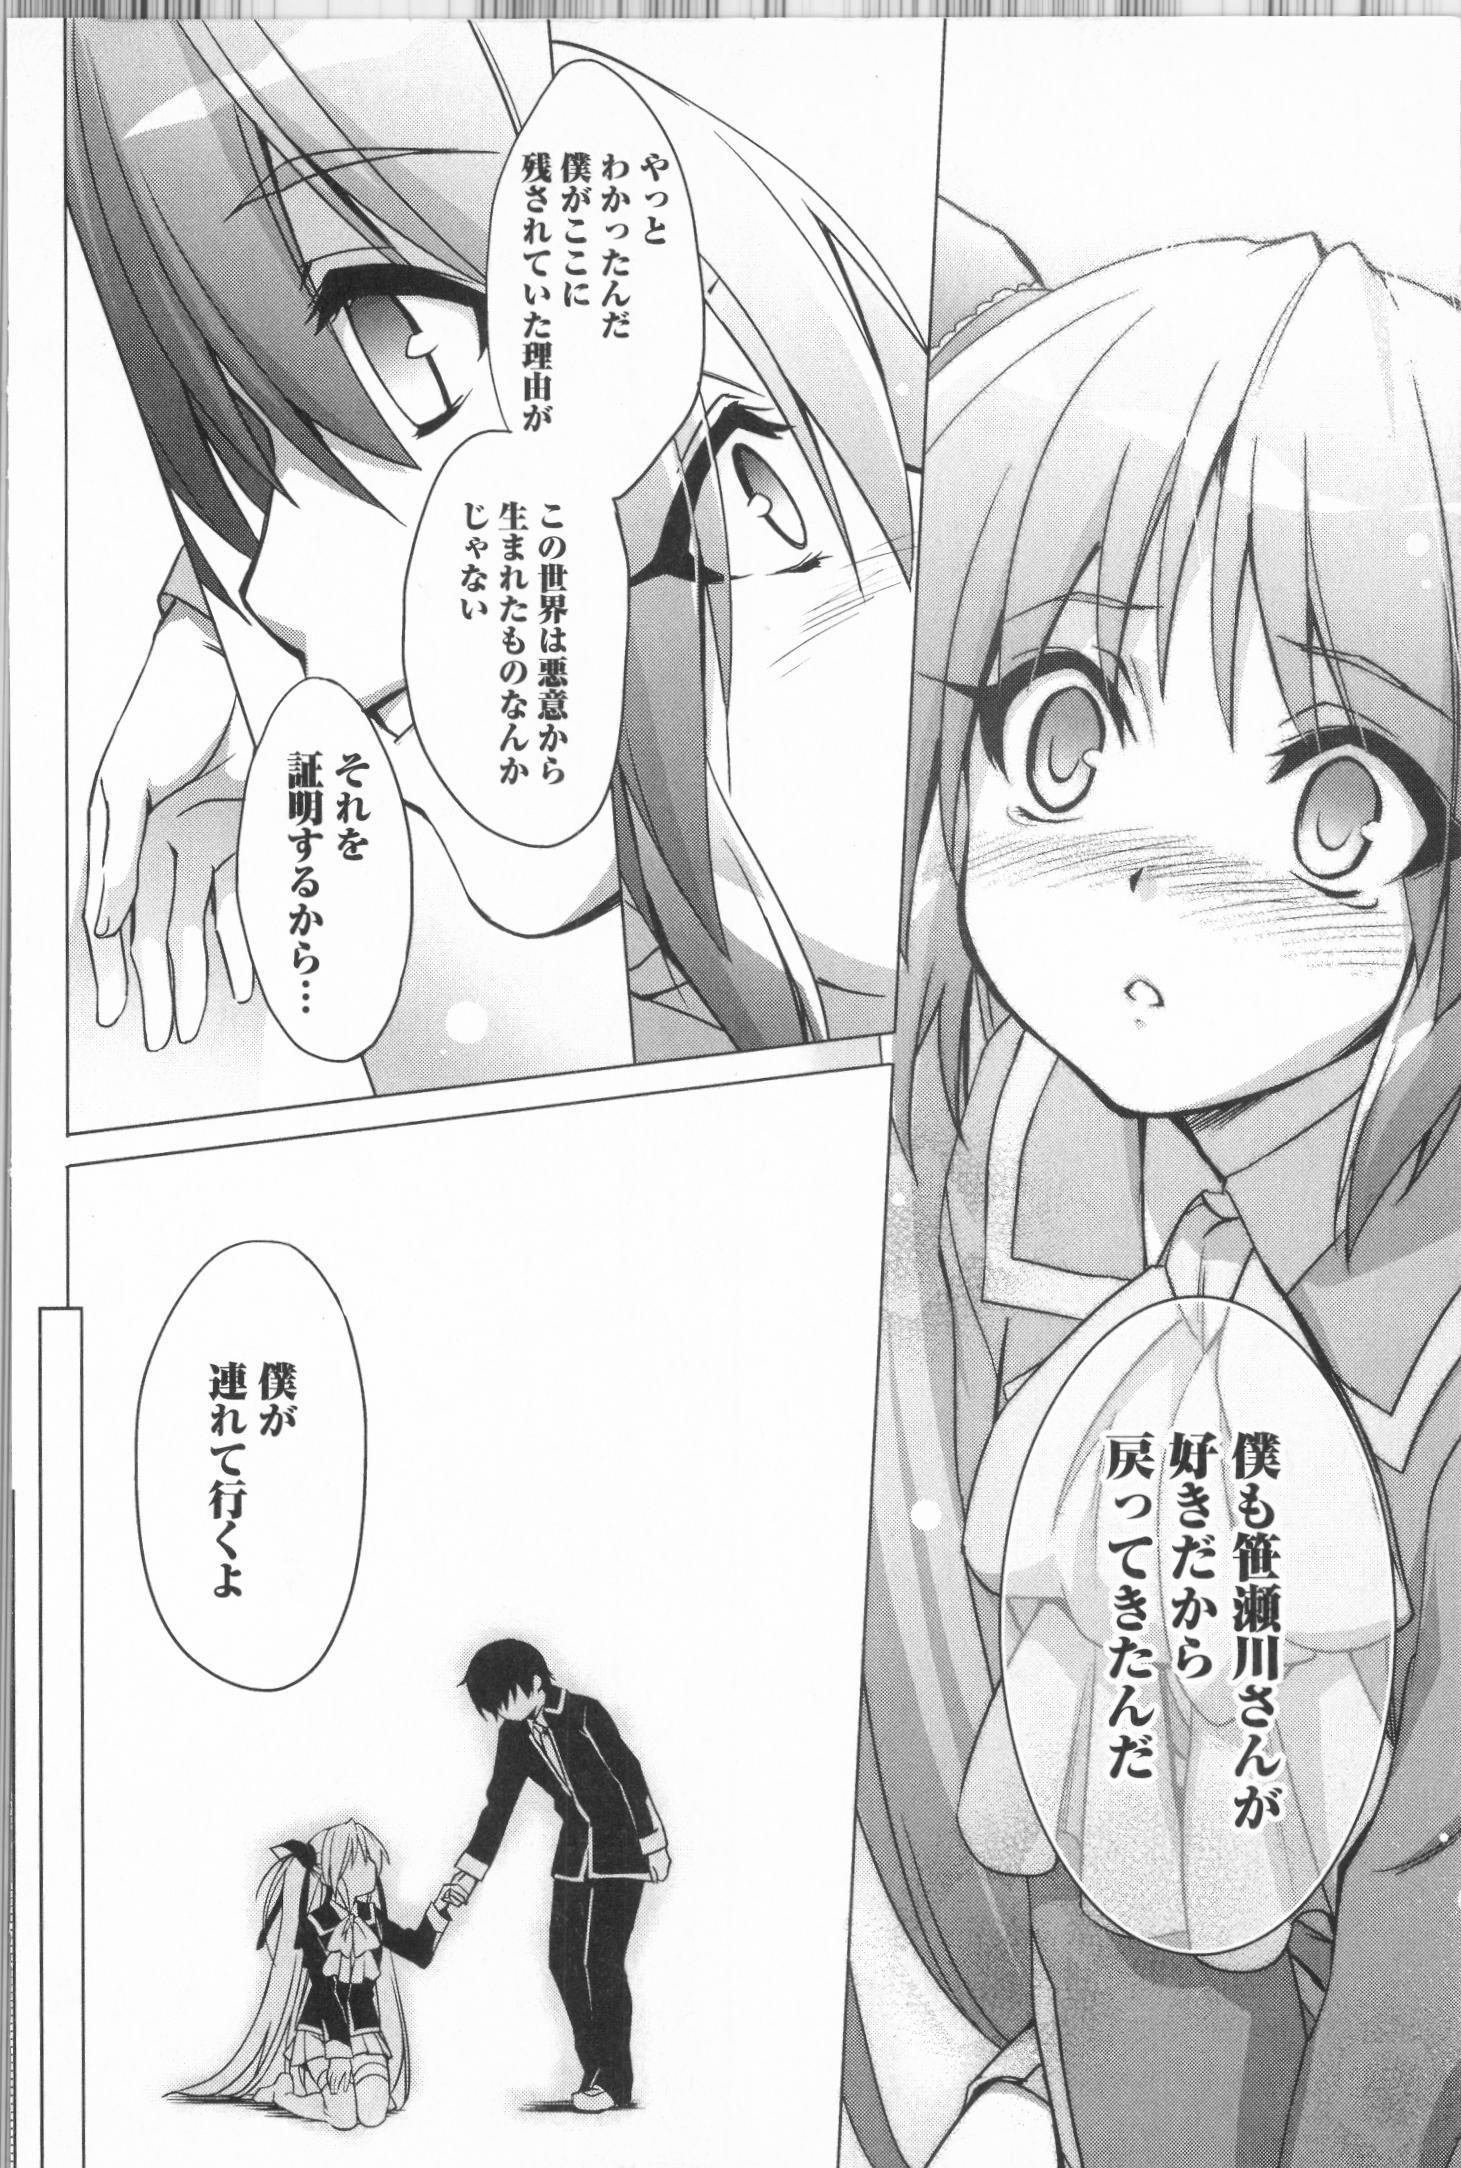 僕も笹瀬川さんが
好きだから
戻ってきたんだ
やっと
わかったんだ
僕がここに
残されていた理由が
この世界は悪意から
生まれたものなんか
じゃない
それを
証明するから…
僕が
連れて行くよ